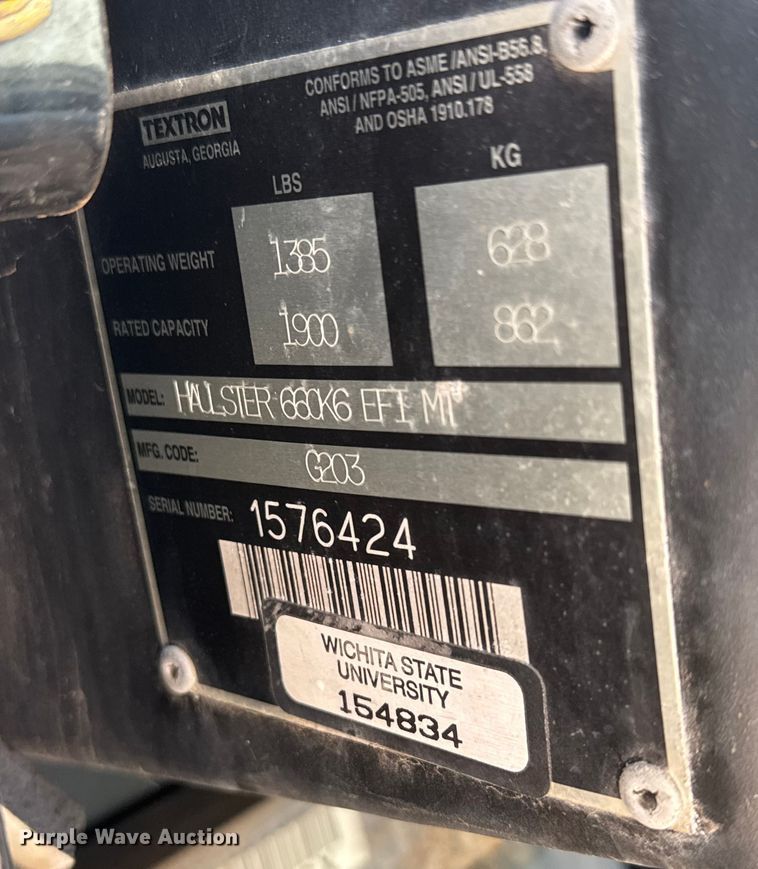 TEXTRON
AUGUSTA, GEORGIA
CONFORMS TO ASME /ANSI-B56.8,
ANSI / NFPA-505, ANSI / UL-558
AND OSHA 1910.178
LBS KG
OPERATING WEIGHT 1385 628
RATED CAPACITY 1900 862
MODEL: HAULSTER 660K6 EFI MT
MFG. CODE: G203
SERIAL NUMBER: 1576424
WICHITA STATE
UNIVERSITY
154834
Purple Wave Auction